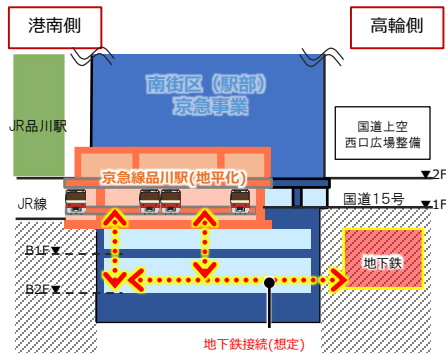 港南側
高輪側
南街区（駅部）
京急事業
JR品川駅
国道上空
西口広場整備
京急線品川駅(地平化)
▼2F
JR線
国道15号
▼1F
B1F▼
地下鉄
B2F▼
地下鉄接続(想定)